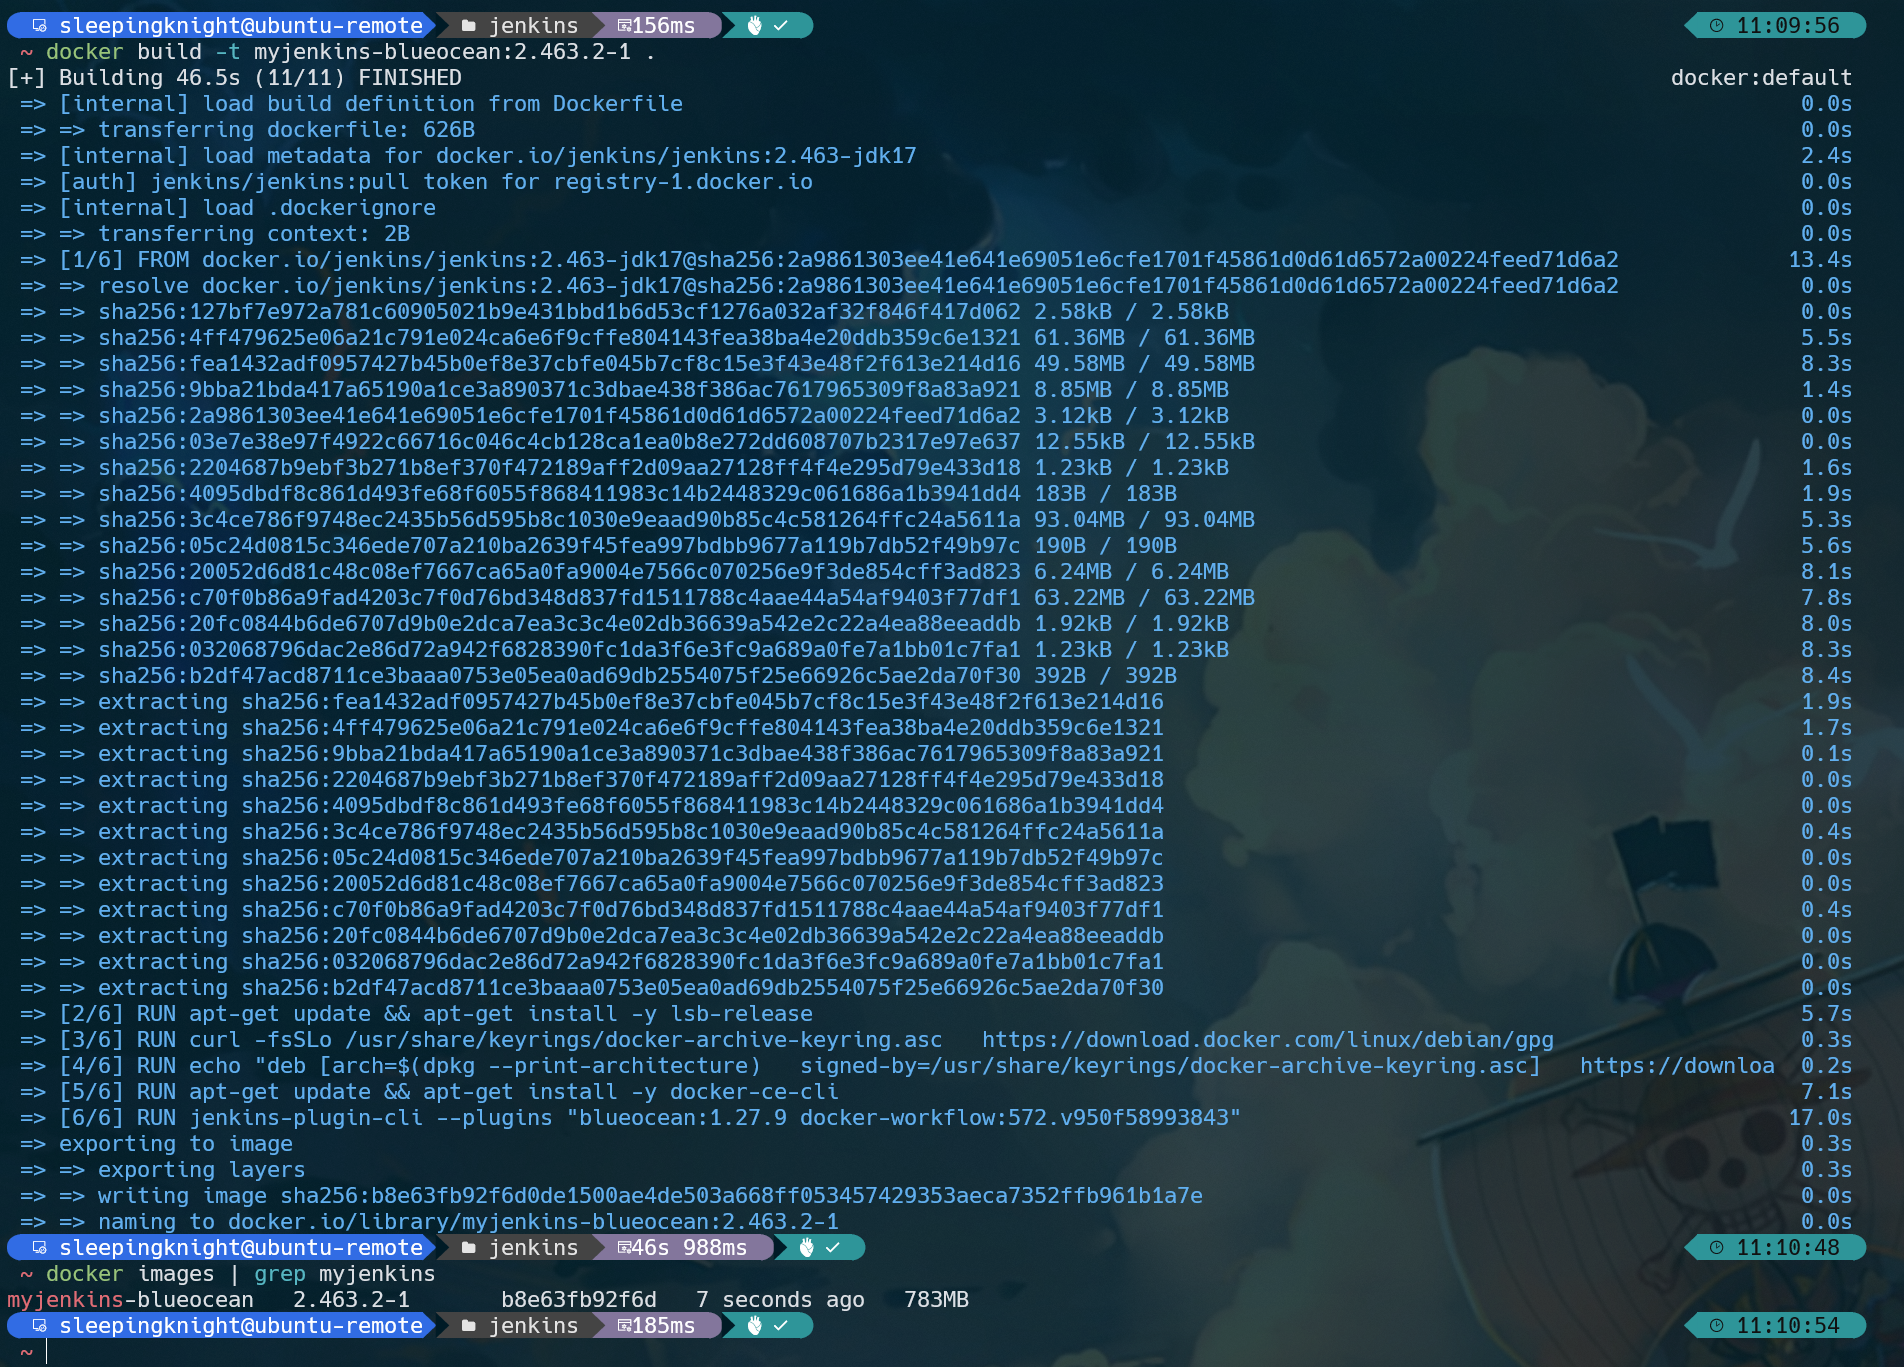 sleepingknight@ubuntu-remote jenkins 156ms ✓ 11:09:56
~ docker build -t myjenkins-blueocean:2.463.2-1 .
[+] Building 46.5s (11/11) FINISHED docker:default
=> [internal] load build definition from Dockerfile 0.0s
=> => transferring dockerfile: 626B 0.0s
=> [internal] load metadata for docker.io/jenkins/jenkins:2.463-jdk17 2.4s
=> [auth] jenkins/jenkins:pull token for registry-1.docker.io 0.0s
=> [internal] load .dockerignore 0.0s
=> => transferring context: 2B 0.0s
=> [1/6] FROM docker.io/jenkins/jenkins:2.463-jdk17@sha256:2a9861303ee41e641e69051e6cfe1701f45861d0d61d6572a00224feed71d6a2 13.4s
=> => resolve docker.io/jenkins/jenkins:2.463-jdk17@sha256:2a9861303ee41e641e69051e6cfe1701f45861d0d61d6572a00224feed71d6a2 0.0s
=> => sha256:127bf7e972a781c60905021b9e431bbd1b6d53cf1276a032af32f846f417d062 2.58kB / 2.58kB 0.0s
=> => sha256:4ff479625e06a21c791e024ca6e6f9cffe804143fea38ba4e20ddb359c6e1321 61.36MB / 61.36MB 5.5s
=> => sha256:fea1432adf0957427b45b0ef8e37cbfe045b7cf8c15e3f43e48f2f613e214d16 49.58MB / 49.58MB 8.3s
=> => sha256:9bba21bda417a65190a1ce3a890371c3dbae438f386ac7617965309f8a83a921 8.85MB / 8.85MB 1.4s
=> => sha256:2a9861303ee41e641e69051e6cfe1701f45861d0d61d6572a00224feed71d6a2 3.12kB / 3.12kB 0.0s
=> => sha256:03e7e38e97f4922c66716c046c4cb128ca1ea0b8e272dd608707b2317e97e637 12.55kB / 12.55kB 0.0s
=> => sha256:2204687b9ebf3b271b8ef370f472189aff2d09aa27128ff4f4e295d79e433d18 1.23kB / 1.23kB 1.6s
=> => sha256:4095dbdf8c861d493fe68f6055f868411983c14b2448329c061686a1b3941dd4 183B / 183B 1.9s
=> => sha256:3c4ce786f9748ec2435b56d595b8c1030e9eaad90b85c4c581264ffc24a5611a 93.04MB / 93.04MB 5.3s
=> => sha256:05c24d0815c346ede707a210ba2639f45fea997bdbb9677a119b7db52f49b97c 190B / 190B 5.6s
=> => sha256:20052d6d81c48c08ef7667ca65a0fa9004e7566c070256e9f3de854cff3ad823 6.24MB / 6.24MB 8.1s
=> => sha256:c70f0b86a9fad4203c7f0d76bd348d837fd1511788c4aae44a54af9403f77df1 63.22MB / 63.22MB 7.8s
=> => sha256:20fc0844b6de6707d9b0e2dca7ea3c3c4e02db36639a542e2c22a4ea88eeaddb 1.92kB / 1.92kB 8.0s
=> => sha256:032068796dac2e86d72a942f6828390fc1da3f6e3fc9a689a0fe7a1bb01c7fa1 1.23kB / 1.23kB 8.3s
=> => sha256:b2df47acd8711ce3baaa0753e05ea0ad69db2554075f25e66926c5ae2da70f30 392B / 392B 8.4s
=> => extracting sha256:fea1432adf0957427b45b0ef8e37cbfe045b7cf8c15e3f43e48f2f613e214d16 1.9s
=> => extracting sha256:4ff479625e06a21c791e024ca6e6f9cffe804143fea38ba4e20ddb359c6e1321 1.7s
=> => extracting sha256:9bba21bda417a65190a1ce3a890371c3dbae438f386ac7617965309f8a83a921 0.1s
=> => extracting sha256:2204687b9ebf3b271b8ef370f472189aff2d09aa27128ff4f4e295d79e433d18 0.0s
=> => extracting sha256:4095dbdf8c861d493fe68f6055f868411983c14b2448329c061686a1b3941dd4 0.0s
=> => extracting sha256:3c4ce786f9748ec2435b56d595b8c1030e9eaad90b85c4c581264ffc24a5611a 0.4s
=> => extracting sha256:05c24d0815c346ede707a210ba2639f45fea997bdbb9677a119b7db52f49b97c 0.0s
=> => extracting sha256:20052d6d81c48c08ef7667ca65a0fa9004e7566c070256e9f3de854cff3ad823 0.0s
=> => extracting sha256:c70f0b86a9fad4203c7f0d76bd348d837fd1511788c4aae44a54af9403f77df1 0.4s
=> => extracting sha256:20fc0844b6de6707d9b0e2dca7ea3c3c4e02db36639a542e2c22a4ea88eeaddb 0.0s
=> => extracting sha256:032068796dac2e86d72a942f6828390fc1da3f6e3fc9a689a0fe7a1bb01c7fa1 0.0s
=> => extracting sha256:b2df47acd8711ce3baaa0753e05ea0ad69db2554075f25e66926c5ae2da70f30 0.0s
=> [2/6] RUN apt-get update && apt-get install -y lsb-release 5.7s
=> [3/6] RUN curl -fsSLo /usr/share/keyrings/docker-archive-keyring.asc   https://download.docker.com/linux/debian/gpg 0.3s
=> [4/6] RUN echo "deb [arch=$(dpkg --print-architecture)   signed-by=/usr/share/keyrings/docker-archive-keyring.asc]   https://downloa 0.2s
=> [5/6] RUN apt-get update && apt-get install -y docker-ce-cli 7.1s
=> [6/6] RUN jenkins-plugin-cli --plugins "blueocean:1.27.9 docker-workflow:572.v950f58993843" 17.0s
=> exporting to image 0.3s
=> => exporting layers 0.3s
=> => writing image sha256:b8e63fb92f6d0de1500ae4de503a668ff053457429353aeca7352ffb961b1a7e 0.0s
=> => naming to docker.io/library/myjenkins-blueocean:2.463.2-1 0.0s
sleepingknight@ubuntu-remote jenkins 46s 988ms ✓ 11:10:48
~ docker images | grep myjenkins
myjenkins-blueocean   2.463.2-1       b8e63fb92f6d   7 seconds ago   783MB
sleepingknight@ubuntu-remote jenkins 185ms ✓ 11:10:54
~